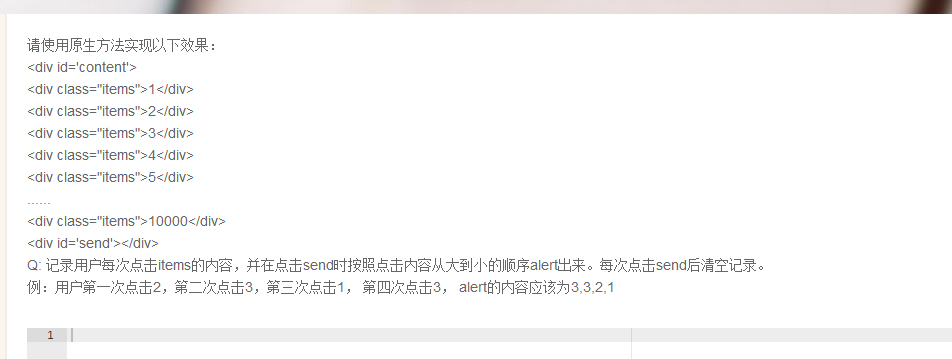 请使用原生方法实现以下效果：
<div id='content'>
<div class="items">1</div>
<div class="items">2</div>
<div class="items">3</div>
<div class="items">4</div>
<div class="items">5</div>
......
<div class="items">10000</div>
<div id='send'></div>
Q: 记录用户每次点击items的内容，并在点击send时按照点击内容从大到小的顺序alert出来。每次点击send后清空记录。
例：用户第一次点击2，第二次点击3，第三次点击1， 第四次点击3， alert的内容应该为3,3,2,1
1